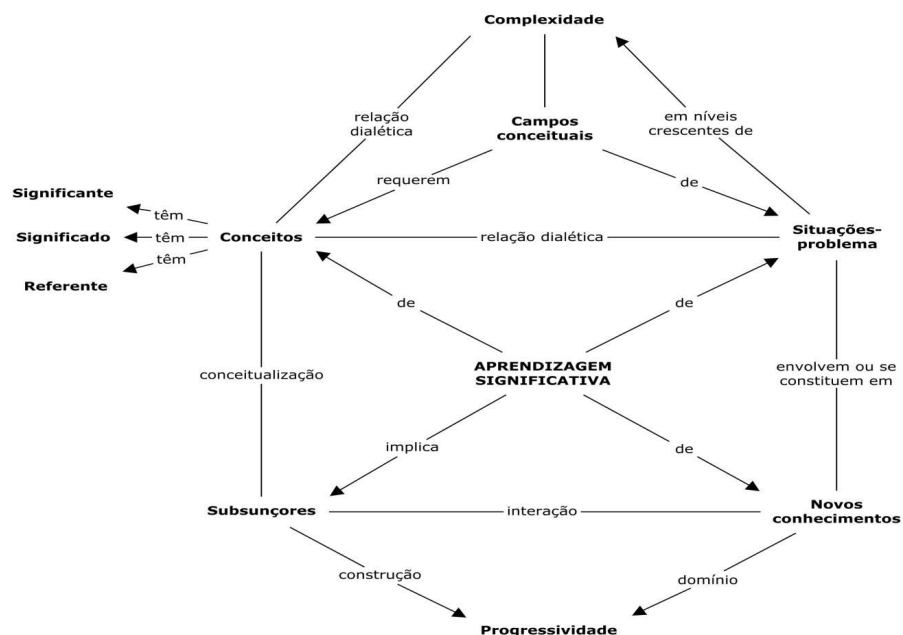 Complexidade
relação
dialética
Campos
conceituais
em níveis
crescentes de
requerem
de
Significante
têm
Significado
têm
Conceitos
relação dialética
Situações-
problema
têm
Referente
de
de
conceitualização
APRENDIZAGEM
SIGNIFICATIVA
envolvem ou se
constituem em
implica
de
Subsunçores
interação
Novos
conhecimentos
construção
domínio
Progressividade